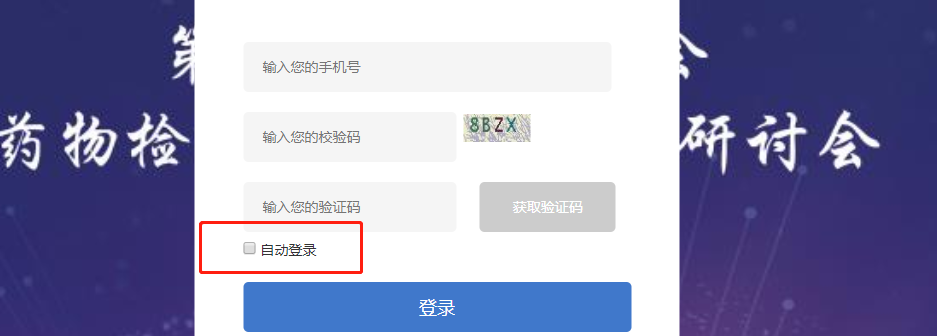 会
输入您的手机号
药物检 研讨会
输入您的校验码 8BZX
输入您的验证码 获取验证码
自动登录
登录